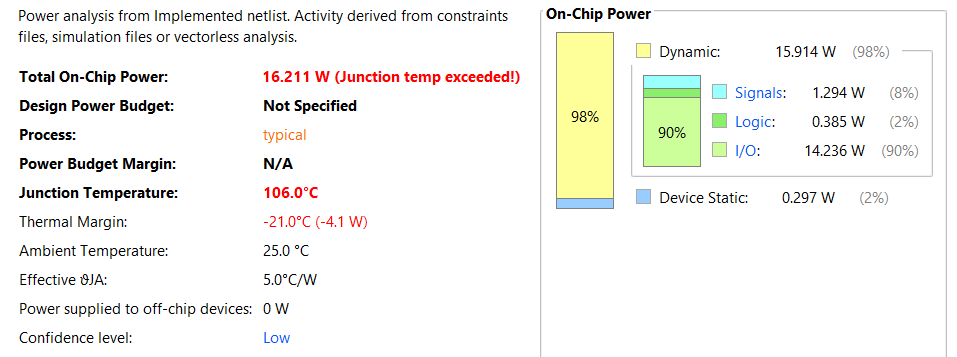 Power analysis from Implemented netlist. Activity derived from constraints
files, simulation files or vectorless analysis.
Total On-Chip Power: 16.211 W (Junction temp exceeded!)
Design Power Budget: Not Specified
Process: typical
Power Budget Margin: N/A
Junction Temperature: 106.0°C
Thermal Margin: -21.0°C (-4.1 W)
Ambient Temperature: 25.0 °C
Effective ϑJA: 5.0°C/W
Power supplied to off-chip devices: 0 W
Confidence level: Low
On-Chip Power
Dynamic: 15.914 W (98%)
98%
90%
Signals: 1.294 W (8%)
Logic: 0.385 W (2%)
I/O: 14.236 W (90%)
Device Static: 0.297 W (2%)